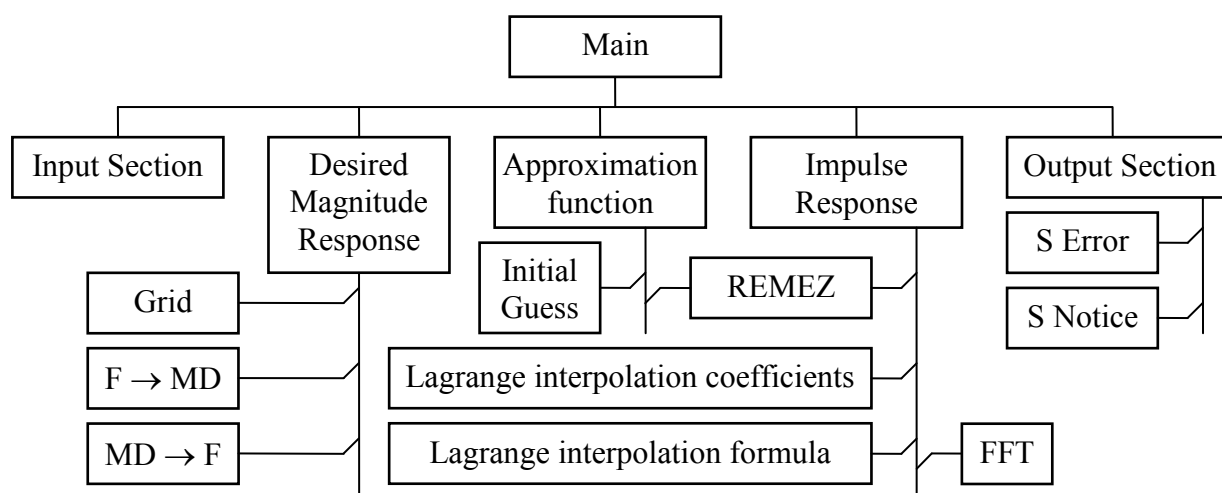 Main
Input Section
Desired
Magnitude
Response
Approximation
function
Impulse
Response
Output Section
Grid
F → MD
MD → F
Initial
Guess
REMEZ
Lagrange interpolation coefficients
Lagrange interpolation formula
FFT
S Error
S Notice